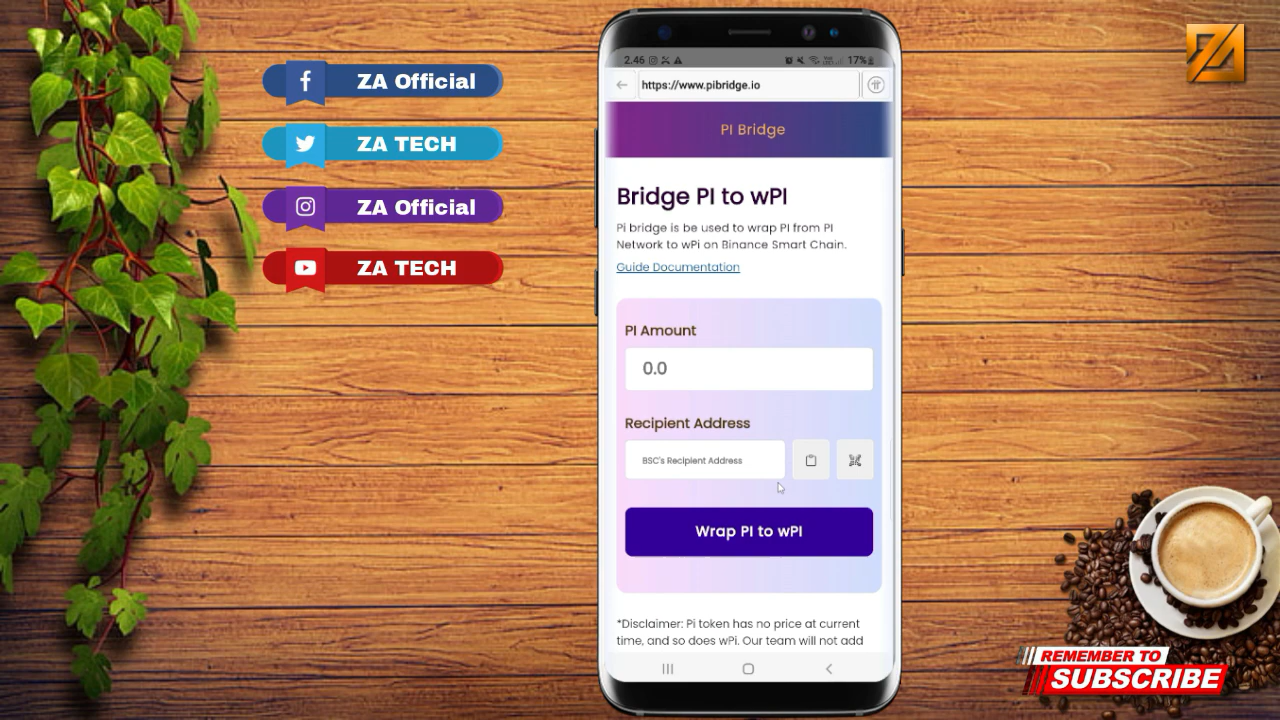 ZA Official
ZA TECH
ZA Official
ZA TECH
2.46
17%
https://www.pibridge.io
PI Bridge
Bridge PI to wPI
Pi bridge is be used to wrap PI from PI
Network to wPi on Binance Smart Chain.
Guide Documentation
PI Amount
0.0
Recipient Address
BSC's Recipient Address
Wrap PI to wPI
*Disclaimer: Pi token has no price at current
time, and so does wPi. Our team will not add
ZA
REMEMBER TO
SUBSCRIBE